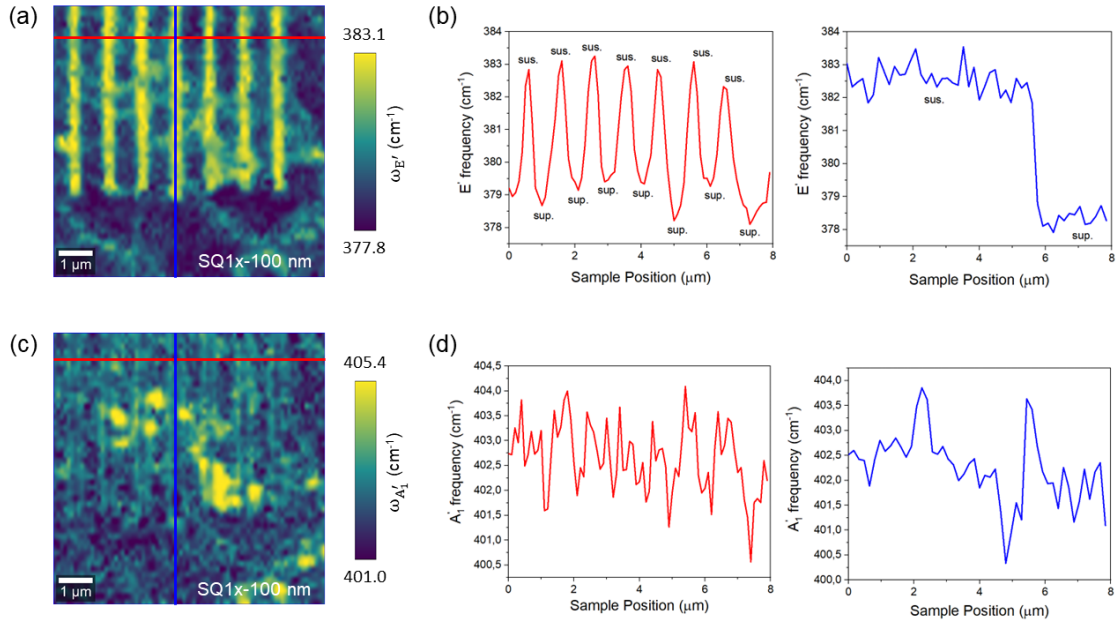 (a)
383.1
ω_E′ (cm⁻¹)
377.8
1 μm
SQ1x-100 nm
(b)
384
383
382
381
380
379
378
E′ frequency (cm⁻¹)
sus. sus. sus. sus. sus. sus. sus.
sup. sup. sup. sup. sup. sup. sup.
0 2 4 6 8
Sample Position (μm)
384
383
382
381
380
379
378
E′ frequency (cm⁻¹)
sus.
sup.
0 2 4 6 8
Sample Position (μm)
(c)
405.4
ω_A₁′ (cm⁻¹)
401.0
1 μm
SQ1x-100 nm
(d)
404,5
404,0
403,5
403,0
402,5
402,0
401,5
401,0
400,5
A₁′ frequency (cm⁻¹)
0 2 4 6 8
Sample Position (μm)
404,0
403,5
403,0
402,5
402,0
401,5
401,0
400,5
400,0
A₁′ frequency (cm⁻¹)
0 2 4 6 8
Sample Position (μm)